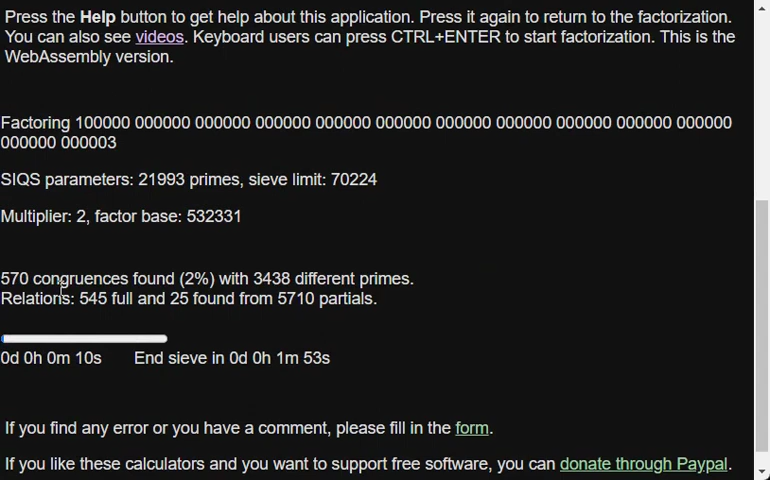 Press the Help button to get help about this application. Press it again to return to the factorization.
You can also see videos. Keyboard users can press CTRL+ENTER to start factorization. This is the
WebAssembly version.
Factoring 100000 000000 000000 000000 000000 000000 000000 000000 000000 000000 000000
000000 000003
SIQS parameters: 21993 primes, sieve limit: 70224
Multiplier: 2, factor base: 532331
570 congruences found (2%) with 3438 different primes.
Relations: 545 full and 25 found from 5710 partials.
0d 0h 0m 10s End sieve in 0d 0h 1m 53s
If you find any error or you have a comment, please fill in the form.
If you like these calculators and you want to support free software, you can donate through Paypal.